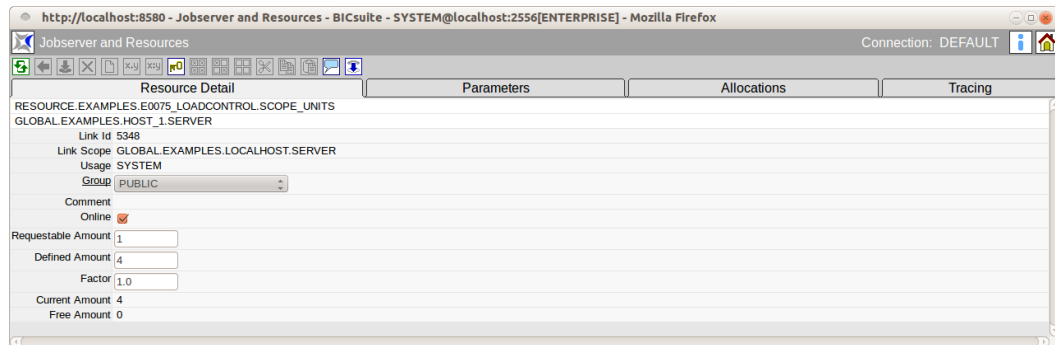 http://localhost:8580 - Jobserver and Resources - BICsuite - SYSTEM@localhost:2556[ENTERPRISE] - Mozilla Firefox
Jobserver and Resources Connection: DEFAULT
Resource Detail Parameters Allocations Tracing
RESOURCE.EXAMPLES.E0075_LOADCONTROL.SCOPE_UNITS
GLOBAL.EXAMPLES.HOST_1.SERVER
Link Id 5348
Link Scope GLOBAL.EXAMPLES.LOCALHOST.SERVER
Usage SYSTEM
Group PUBLIC
Comment
Online
Requestable Amount 1
Defined Amount 4
Factor 1.0
Current Amount 4
Free Amount 0